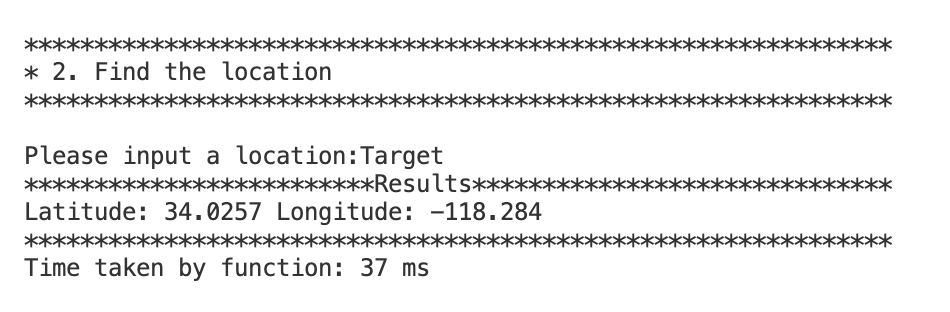 **************************************************************
* 2. Find the location
**************************************************************
Please input a location:Target
*************************Results******************************
Latitude: 34.0257 Longitude: -118.284
**************************************************************
Time taken by function: 37 ms